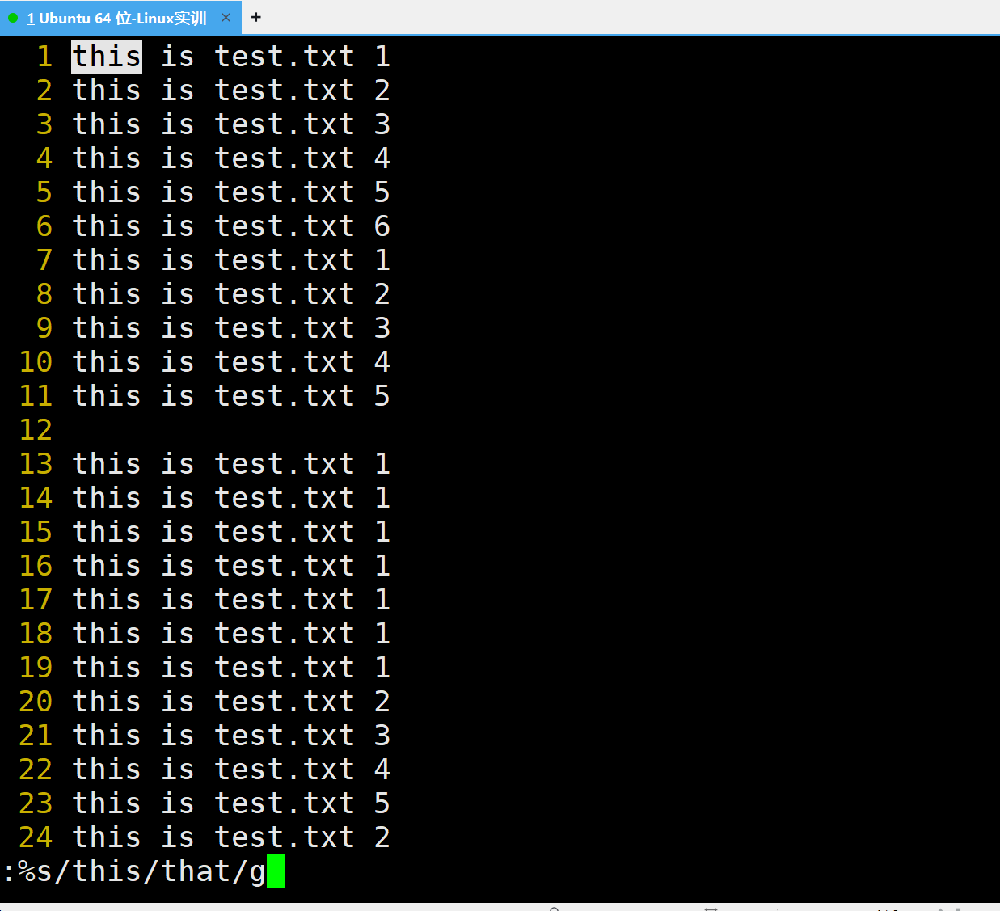 1 Ubuntu 64 位-Linux实训 × +
1 this is test.txt 1
2 this is test.txt 2
3 this is test.txt 3
4 this is test.txt 4
5 this is test.txt 5
6 this is test.txt 6
7 this is test.txt 1
8 this is test.txt 2
9 this is test.txt 3
10 this is test.txt 4
11 this is test.txt 5
12
13 this is test.txt 1
14 this is test.txt 1
15 this is test.txt 1
16 this is test.txt 1
17 this is test.txt 1
18 this is test.txt 1
19 this is test.txt 1
20 this is test.txt 2
21 this is test.txt 3
22 this is test.txt 4
23 this is test.txt 5
24 this is test.txt 2
:%s/this/that/g